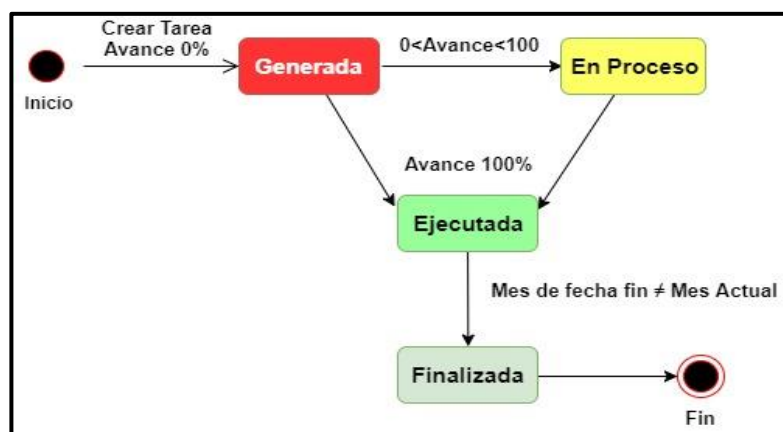 Crear Tarea
Avance 0%
Generada
0<Avance<100
En Proceso
Inicio
Avance 100%
Ejecutada
Mes de fecha fin ≠ Mes Actual
Finalizada
Fin